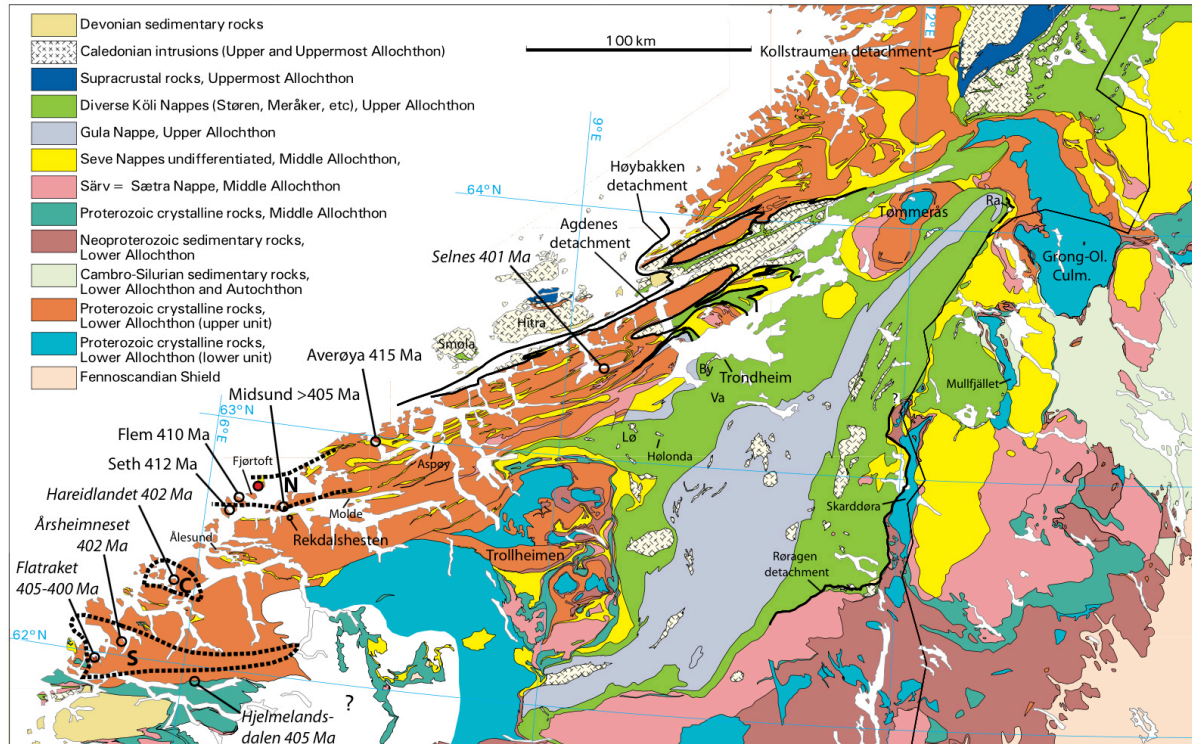 Devonian sedimentary rocks
Caledonian intrusions (Upper and Uppermost Allochthon)
Supracrustal rocks, Uppermost Allochthon
Diverse Köli Nappes (Støren, Meråker, etc), Upper Allochthon
Gula Nappe, Upper Allochthon
Seve Nappes undifferentiated, Middle Allochthon,
Särv = Sætra Nappe, Middle Allochthon
Proterozoic crystalline rocks, Middle Allochthon
Neoproterozoic sedimentary rocks,
Lower Allochthon
Cambro-Silurian sedimentary rocks,
Lower Allochthon and Autochthon
Proterozoic crystalline rocks,
Lower Allochthon (upper unit)
Proterozoic crystalline rocks,
Lower Allochthon (lower unit)
Fennoscandian Shield
100 km
Kollstraumen detachment
12°E
9°E
64°N
Høybakken
detachment
Agdenes
detachment
Selnes 401 Ma
Tømmerås
Ra.
Grong-Ol.
Culm.
Hitra
Smøla
Averøya 415 Ma
By
Trondheim
Va
Mullfjället
?
63°N
6°E
Midsund >405 Ma
Flem 410 Ma
Fjørtoft
Seth 412 Ma
N
Aspøy
Lø
Hølonda
Hareidlandet 402 Ma
Molde
Skarddøra
Årsheimneset
402 Ma
Ålesund
Rekdalshesten
Trollheimen
Røragen
detachment
Flatraket
405-400 Ma
C
62°N
S
?
Hjelmelands-
dalen 405 Ma